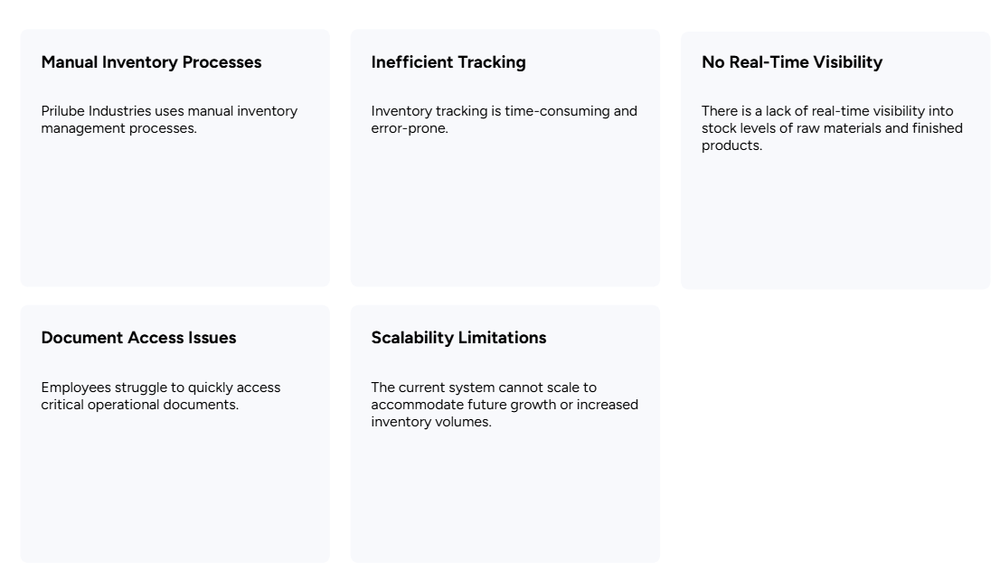 Manual Inventory Processes
Prilube Industries uses manual inventory
management processes.
Inefficient Tracking
Inventory tracking is time-consuming and
error-prone.
No Real-Time Visibility
There is a lack of real-time visibility into
stock levels of raw materials and finished
products.
Document Access Issues
Employees struggle to quickly access
critical operational documents.
Scalability Limitations
The current system cannot scale to
accommodate future growth or increased
inventory volumes.